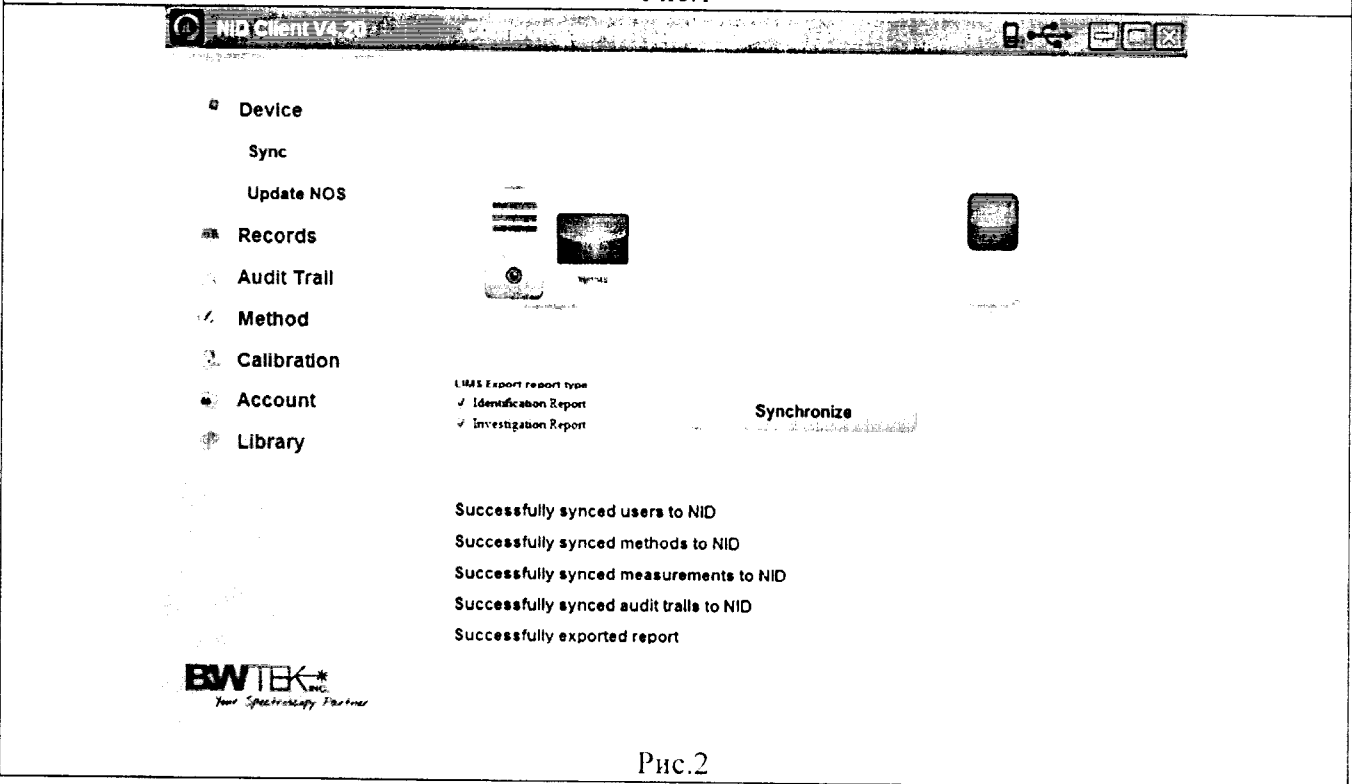 NID Client V4.20
Device
Sync
Update NOS
Records
Audit Trail
Method
Calibration
Account
Library
LIMS Export report type
✓ Identification Report
✓ Investigation Report
Synchronize
Successfully synced users to NID
Successfully synced methods to NID
Successfully synced measurements to NID
Successfully synced audit trails to NID
Successfully exported report
BWTEK INC.
Your Spectroscopy Partner
Рис.2